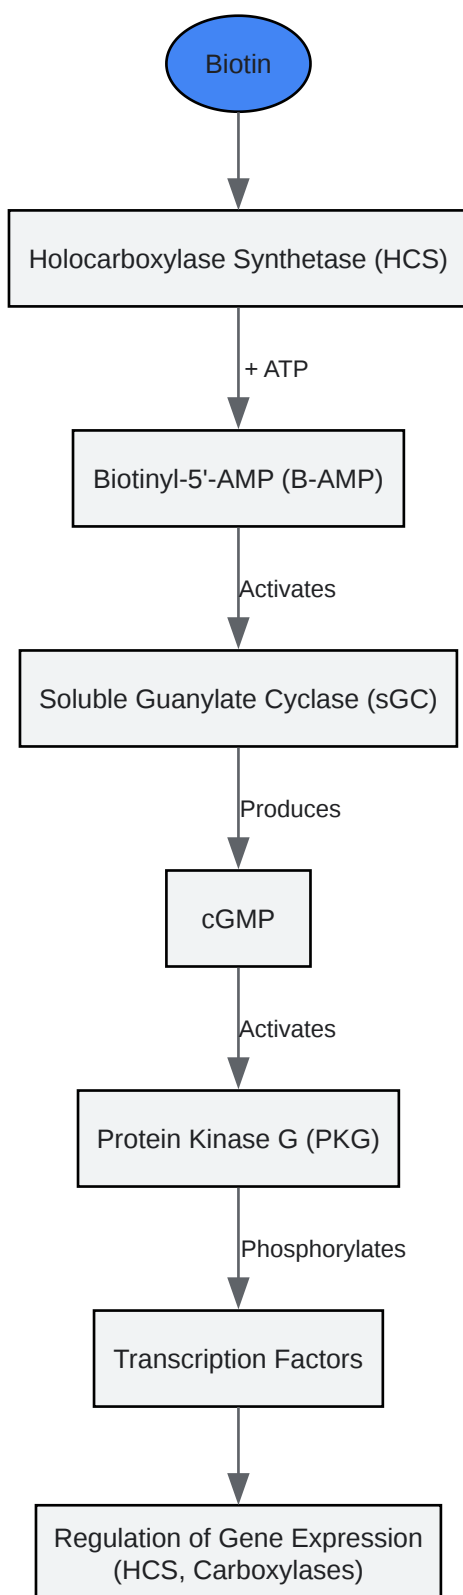 Biotin
Holocarboxylase Synthetase (HCS)
+ ATP
Biotinyl-5'-AMP (B-AMP)
Activates
Soluble Guanylate Cyclase (sGC)
Produces
cGMP
Activates
Protein Kinase G (PKG)
Phosphorylates
Transcription Factors
Regulation of Gene Expression
(HCS, Carboxylases)